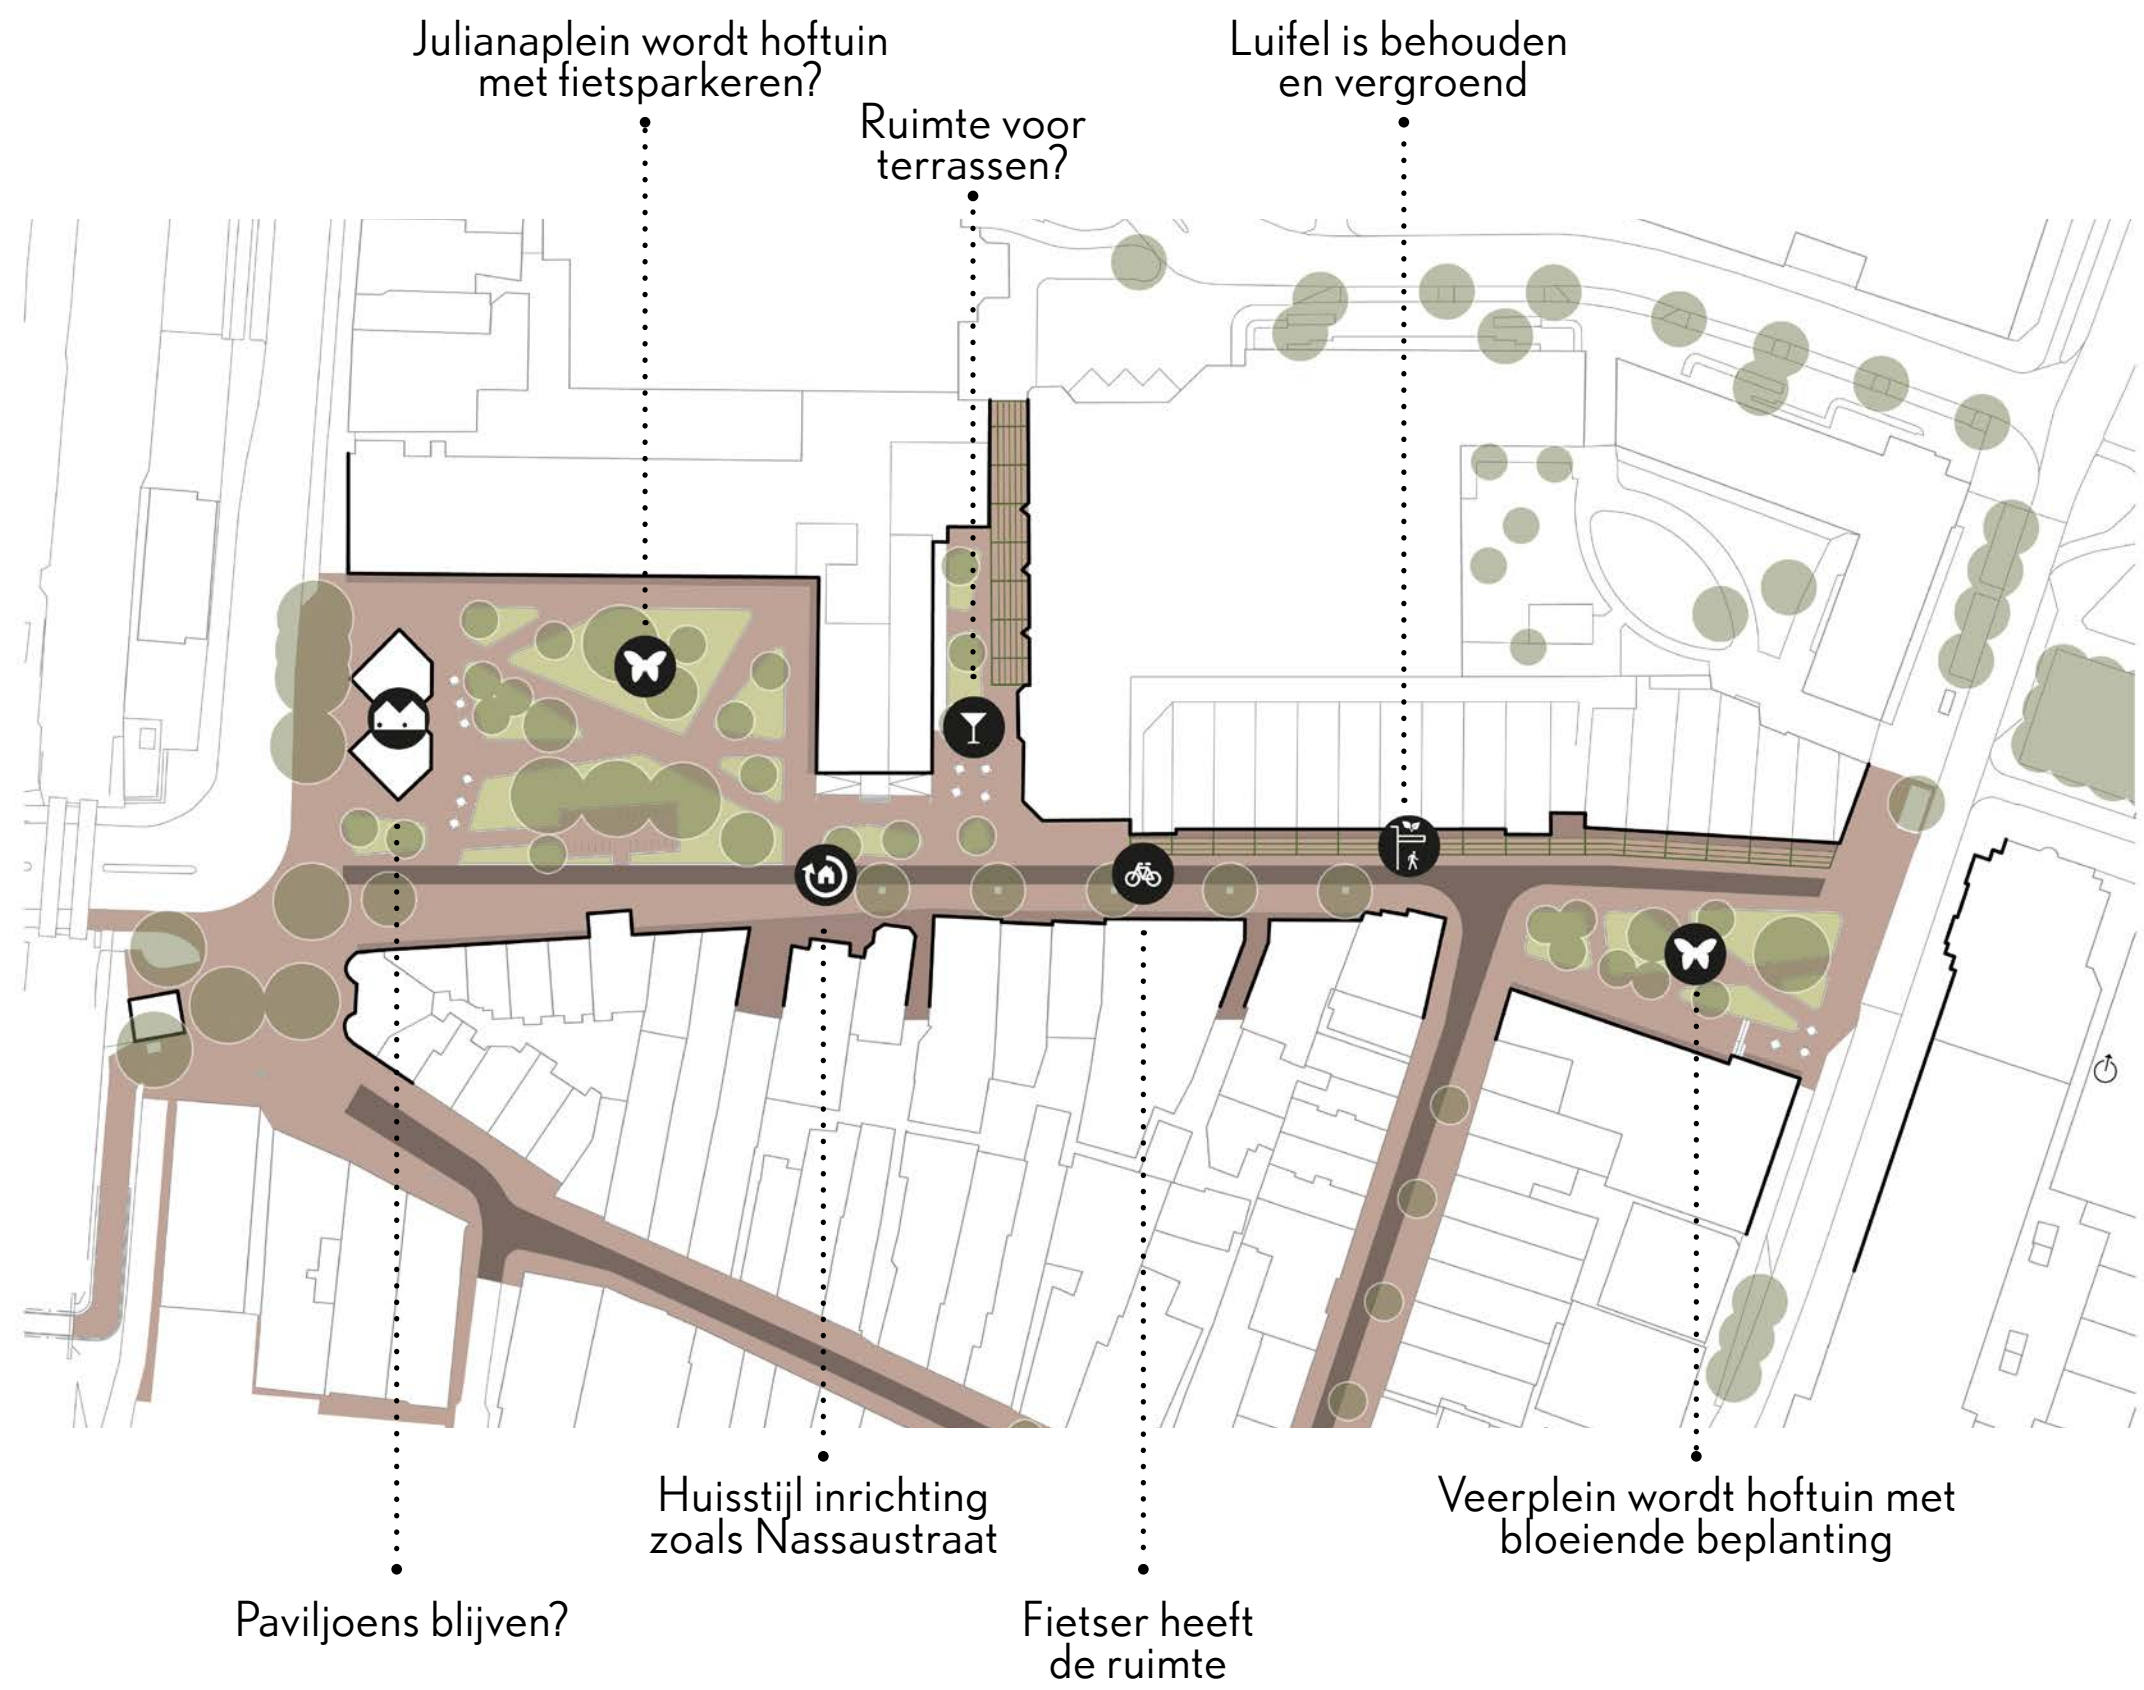 Julianaplein wordt hoftuin
met fietsparkeren?
Ruimte voor
terrassen?
Luifel is behouden
en vergroend
Huisstijl inrichting
zoals Nassaustraat
Veerplein wordt hoftuin met
bloeiende beplanting
Paviljoens blijven?
Fietser heeft
de ruimte